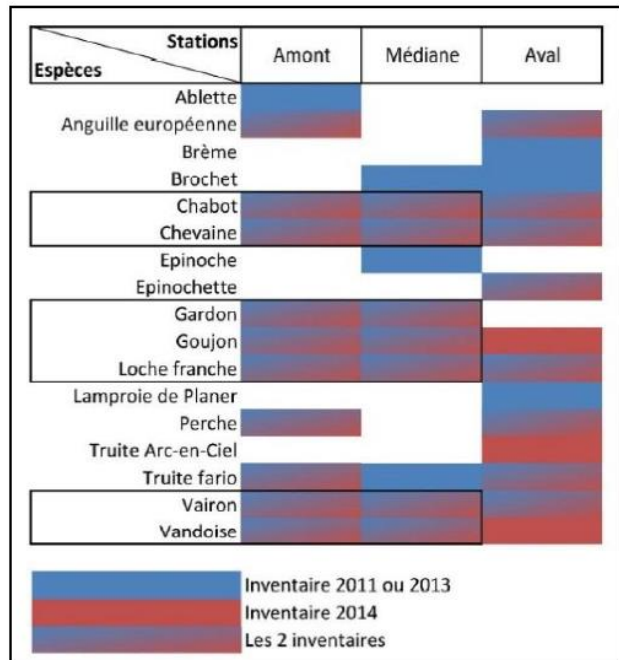 Stations
Espèces
Amont
Médiane
Aval
Ablette
Anguille européenne
Brème
Brochet
Chabot
Chevaine
Epinoche
Epinochette
Gardon
Goujon
Loche franche
Lamproie de Planer
Perche
Truite Arc-en-Ciel
Truite fario
Vairon
Vandoise
Inventaire 2011 ou 2013
Inventaire 2014
Les 2 inventaires